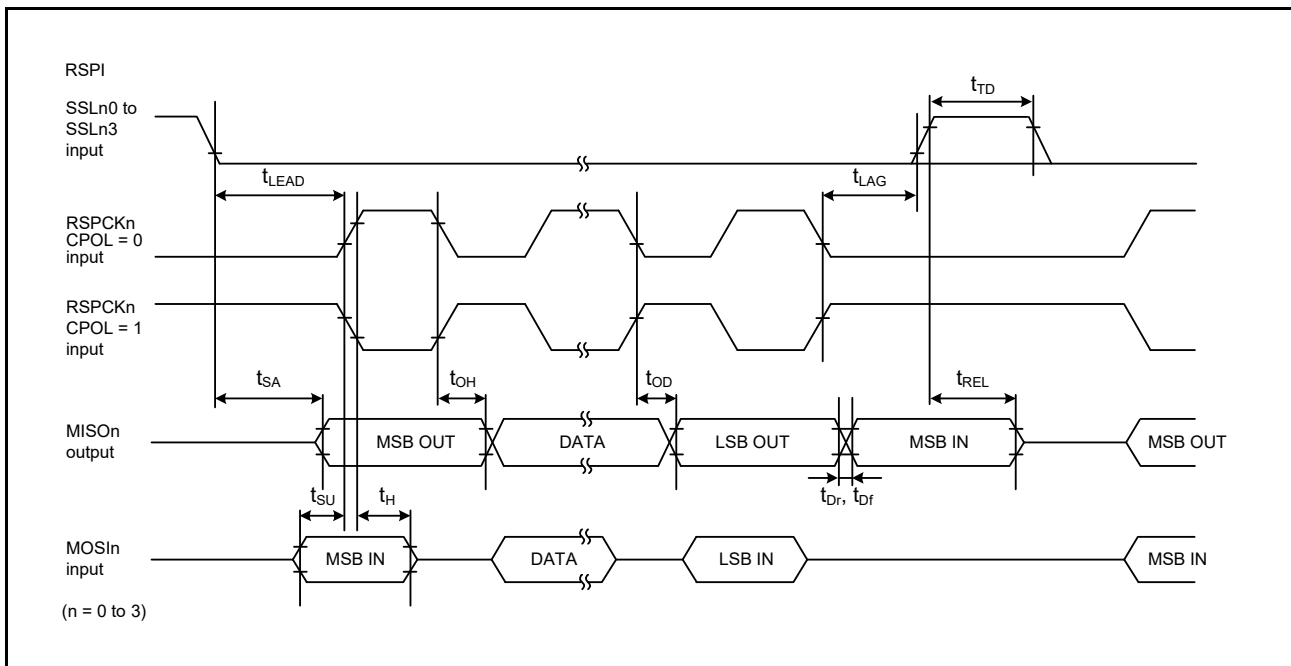 RSPI
SSLn0 to
SSLn3
input
tTD
tLEAD
tLAG
RSPCKn
CPOL = 0
input
RSPCKn
CPOL = 1
input
tSA
tOH
tOD
tREL
MISOn
output
MSB OUT
DATA
LSB OUT
MSB IN
MSB OUT
tSU
tH
tDr, tDf
MOSIn
input
MSB IN
DATA
LSB IN
MSB IN
(n = 0 to 3)